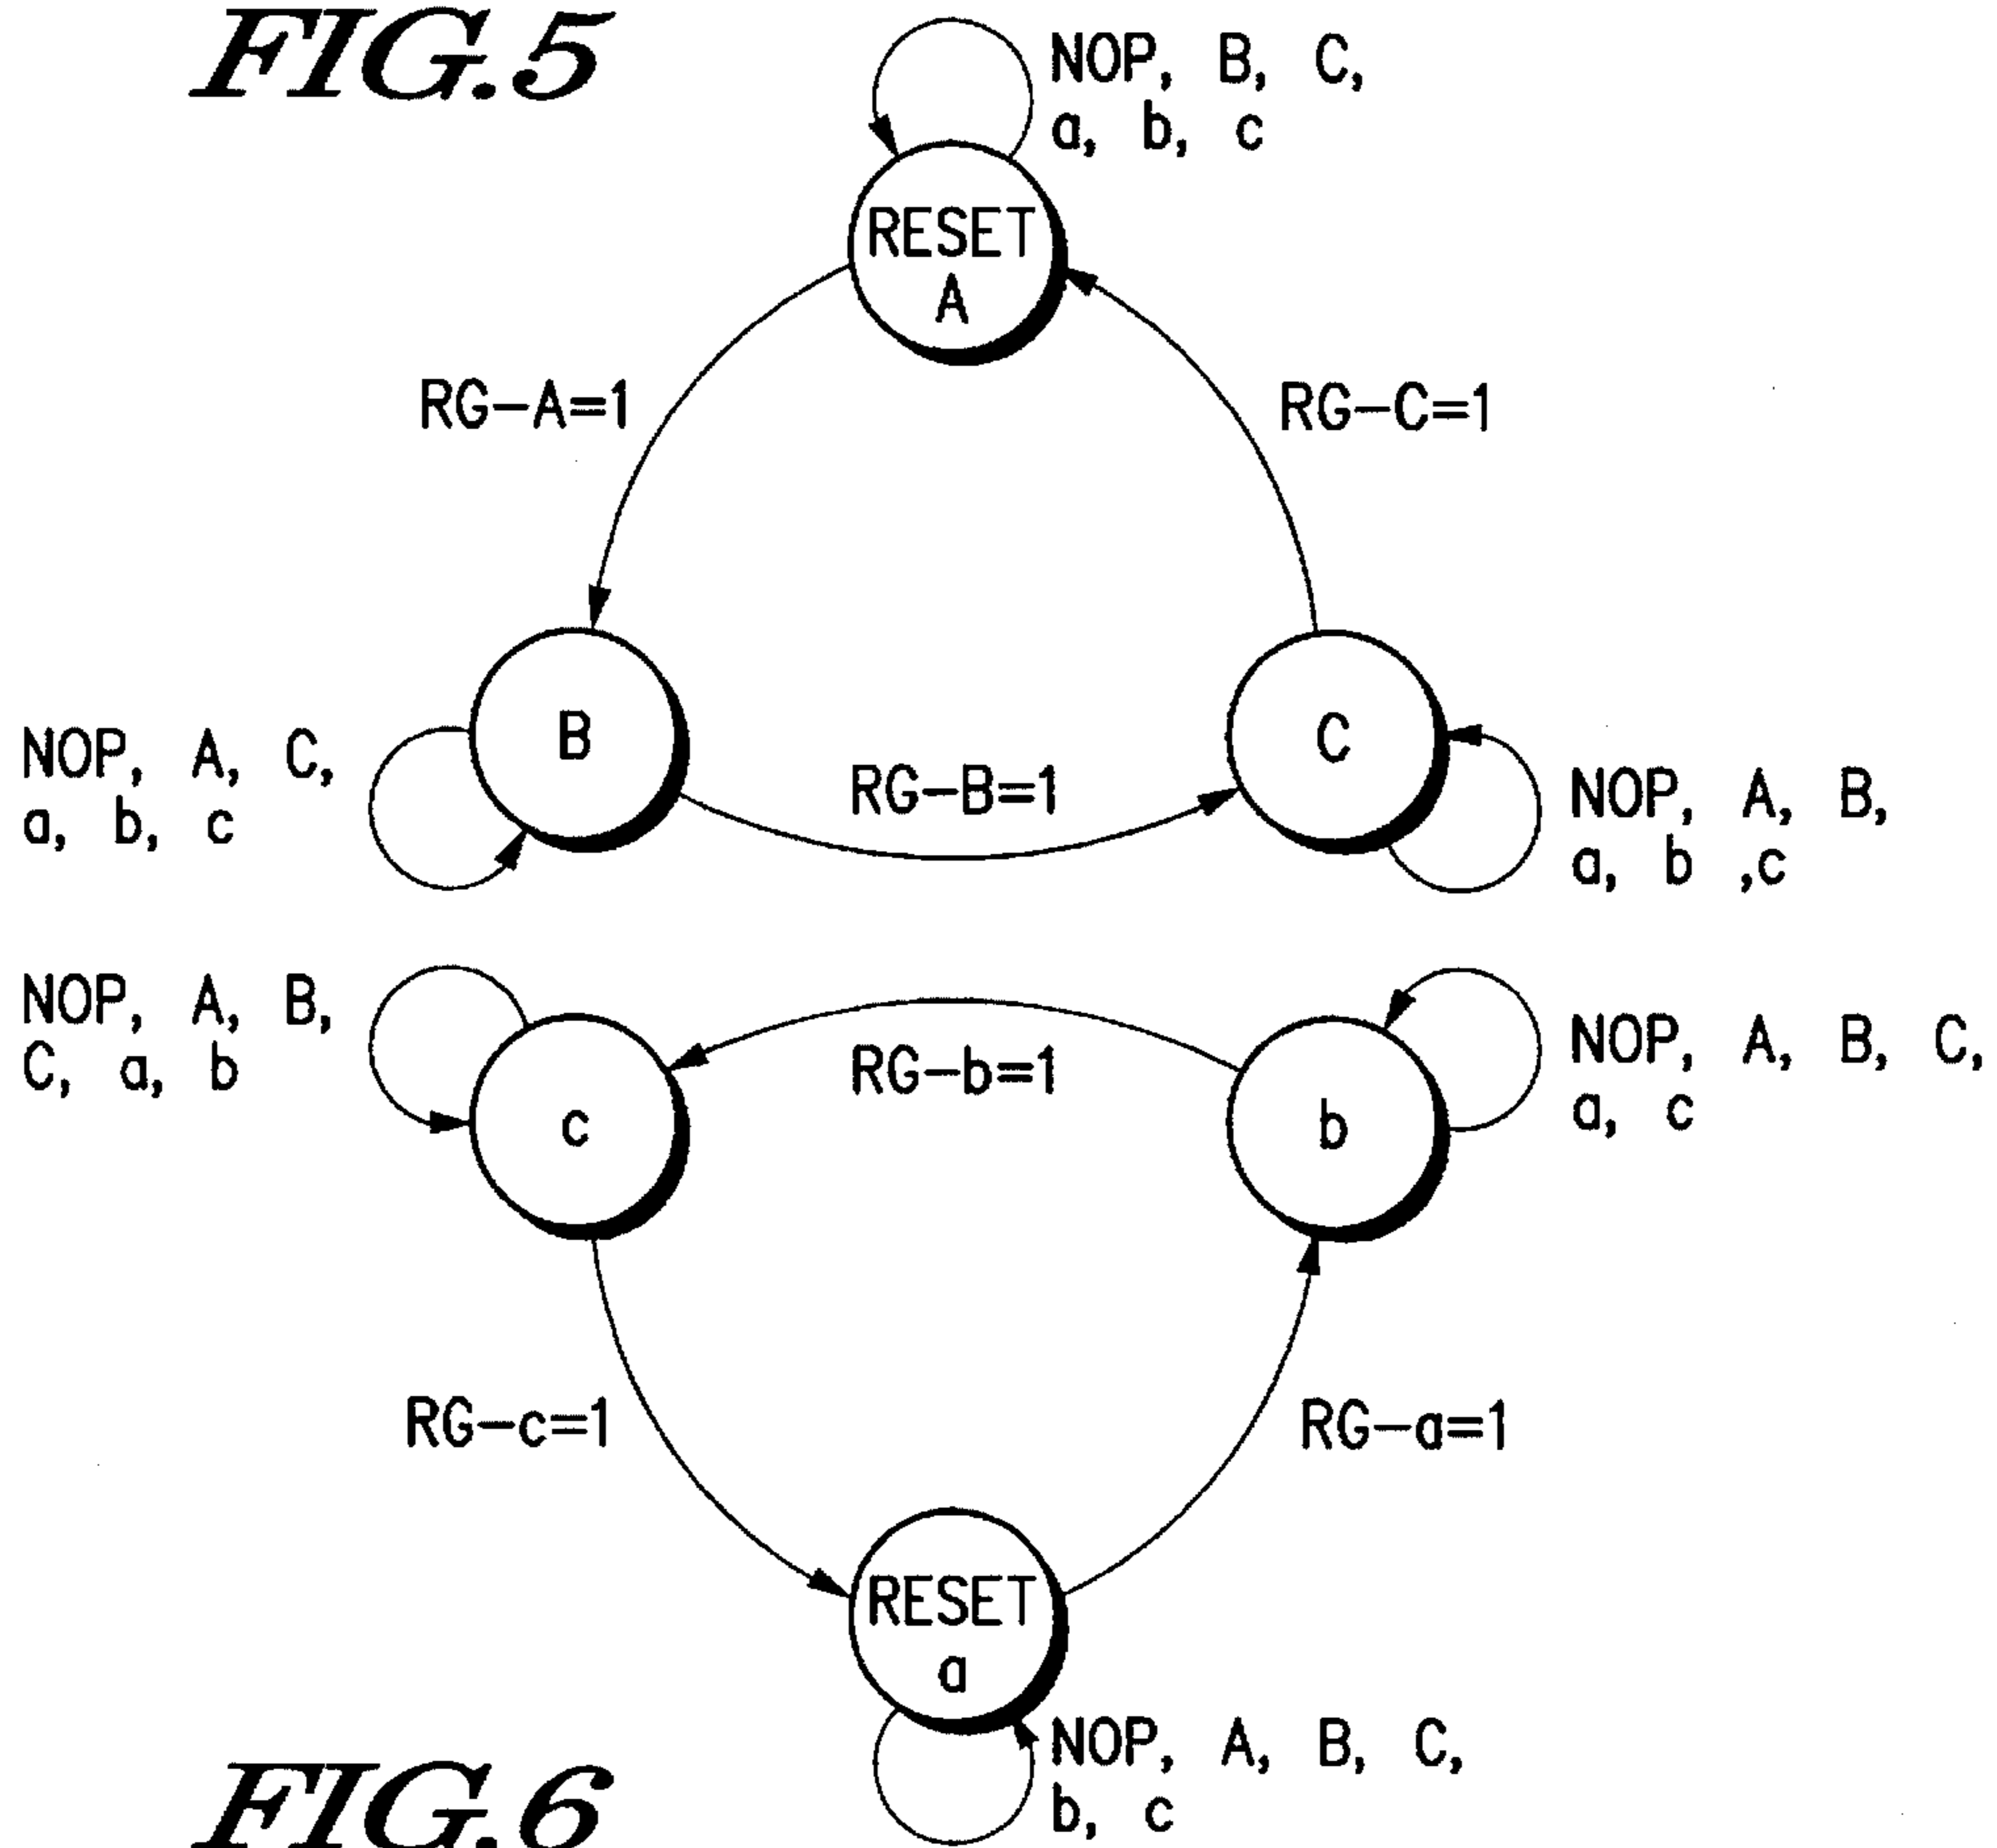 FIG.5
NOP, B, C,
a, b, c
RESET
A
RG-A=1
RG-C=1
B
C
NOP, A, C,
a, b, c
RG-B=1
NOP, A, B,
a, b ,c
NOP, A, B,
C, a, b
c
RG-b=1
b
NOP, A, B, C,
a, c
RG-c=1
RG-a=1
RESET
a
NOP, A, B, C,
b, c
FIG.6